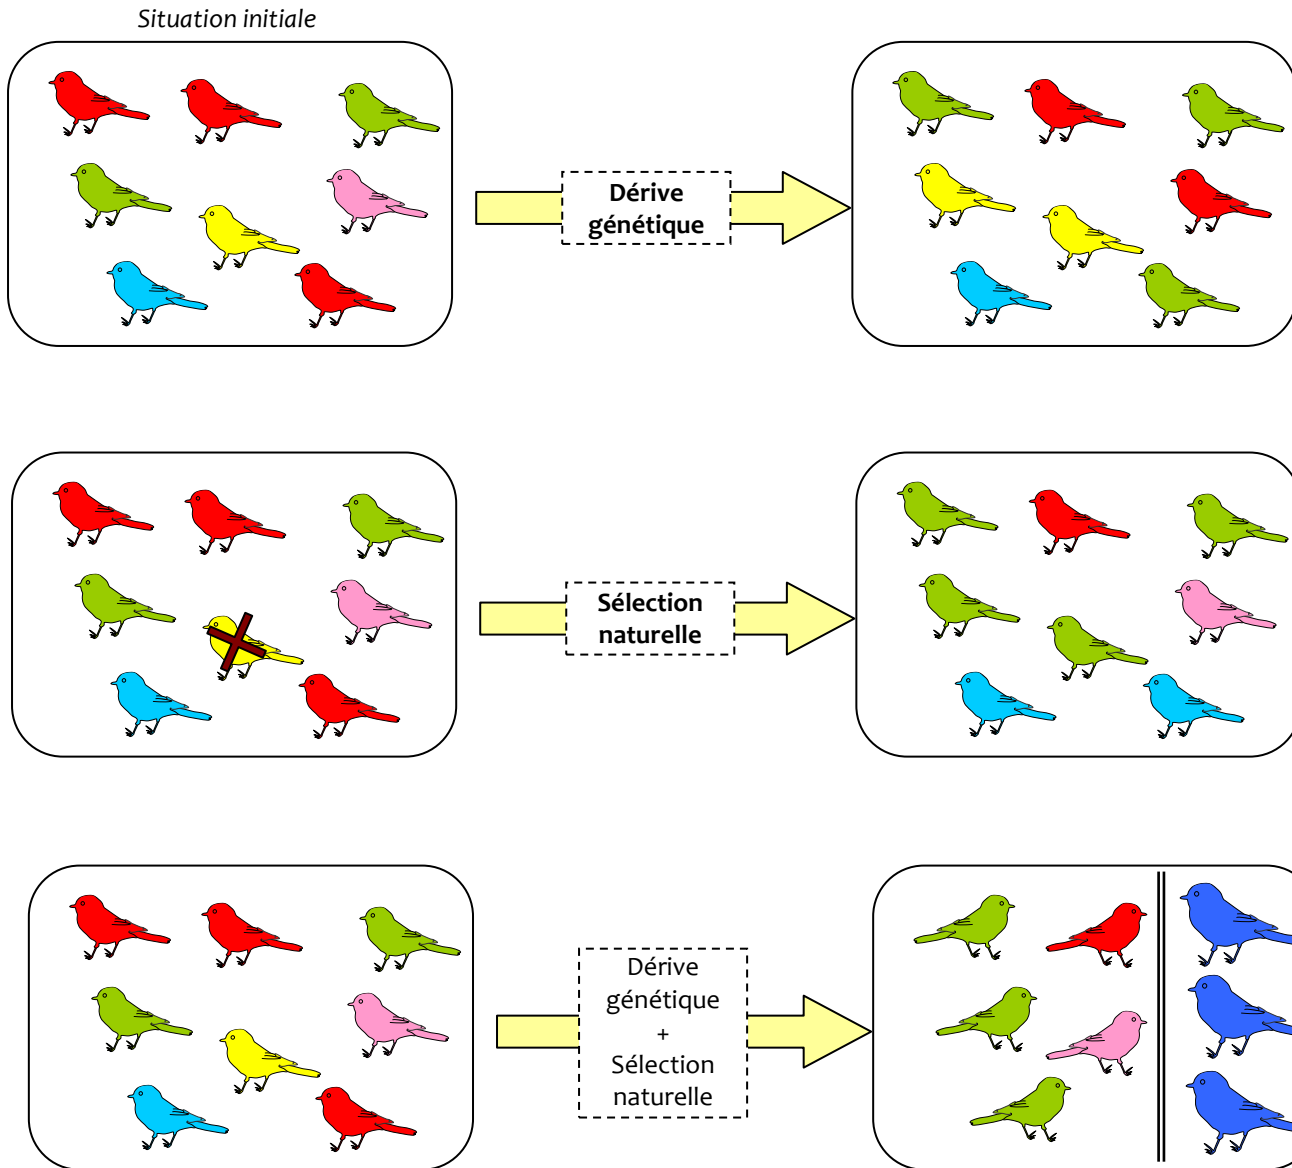 Situation initiale
Dérive
génétique
Sélection
naturelle
Dérive
génétique
+
Sélection
naturelle